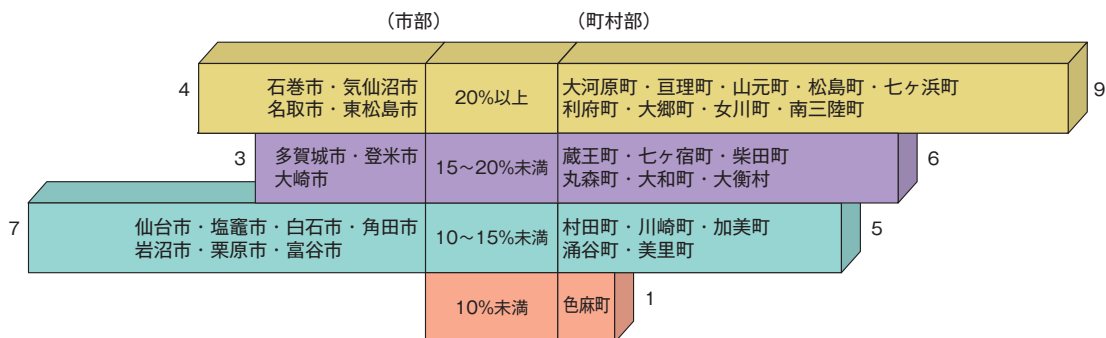 （市部）
（町村部）
4
石巻市・気仙沼市
名取市・東松島市
20%以上
大河原町・亘理町・山元町・松島町・七ヶ浜町
利府町・大郷町・女川町・南三陸町
9
3
多賀城市・登米市
大崎市
15～20%未満
蔵王町・七ヶ宿町・柴田町
丸森町・大和町・大衡村
6
7
仙台市・塩竈市・白石市・角田市
岩沼市・栗原市・富谷市
10～15%未満
村田町・川崎町・加美町
涌谷町・美里町
5
10%未満
色麻町
1